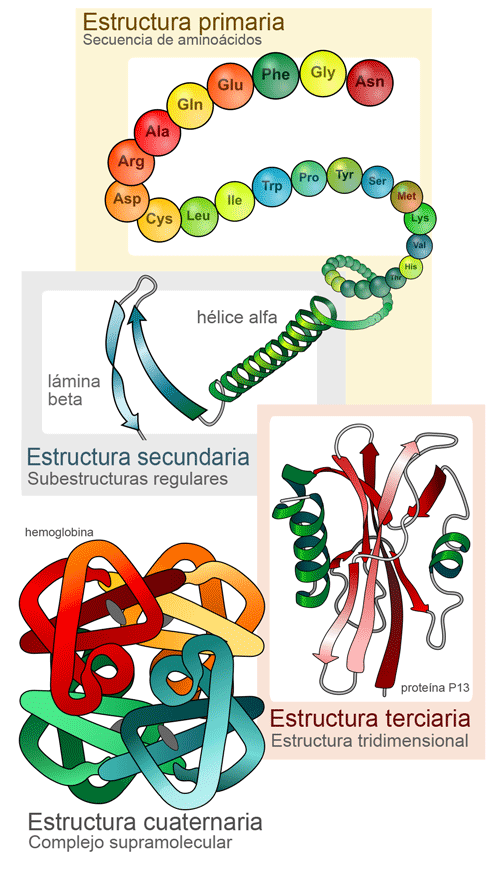 Estructura primaria
Secuencia de aminoácidos
Asn
Gly
Phe
Glu
Gln
Ala
Arg
Asp
Cys
Leu
Ile
Trp
Pro
Tyr
Ser
Met
Lys
Val
His
Thr
hélice alfa
lámina
beta
Estructura secundaria
Subestructuras regulares
hemoglobina
proteína P13
Estructura terciaria
Estructura tridimensional
Estructura cuaternaria
Complejo supramolecular